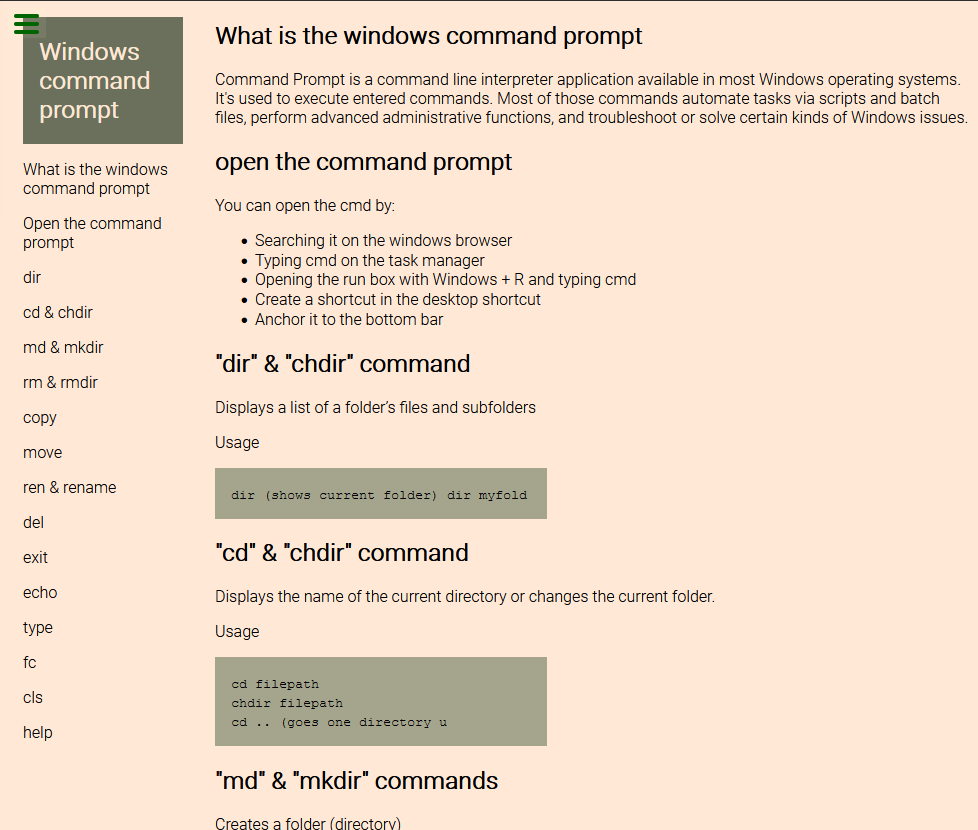 Windows
command
prompt
What is the windows
command prompt
Open the command
prompt
dir
cd & chdir
md & mkdir
rm & rmdir
copy
move
ren & rename
del
exit
echo
type
fc
cls
help
What is the windows command prompt
Command Prompt is a command line interpreter application available in most Windows operating systems.
It's used to execute entered commands. Most of those commands automate tasks via scripts and batch
files, perform advanced administrative functions, and troubleshoot or solve certain kinds of Windows issues.
open the command prompt
You can open the cmd by:
Searching it on the windows browser
Typing cmd on the task manager
Opening the run box with Windows + R and typing cmd
Create a shortcut in the desktop shortcut
Anchor it to the bottom bar
"dir" & "chdir" command
Displays a list of a folder’s files and subfolders
Usage
dir (shows current folder) dir myfold
"cd" & "chdir" command
Displays the name of the current directory or changes the current folder.
Usage
cd filepath
chdir filepath
cd .. (goes one directory u
"md" & "mkdir" commands
Creates a folder (directory)